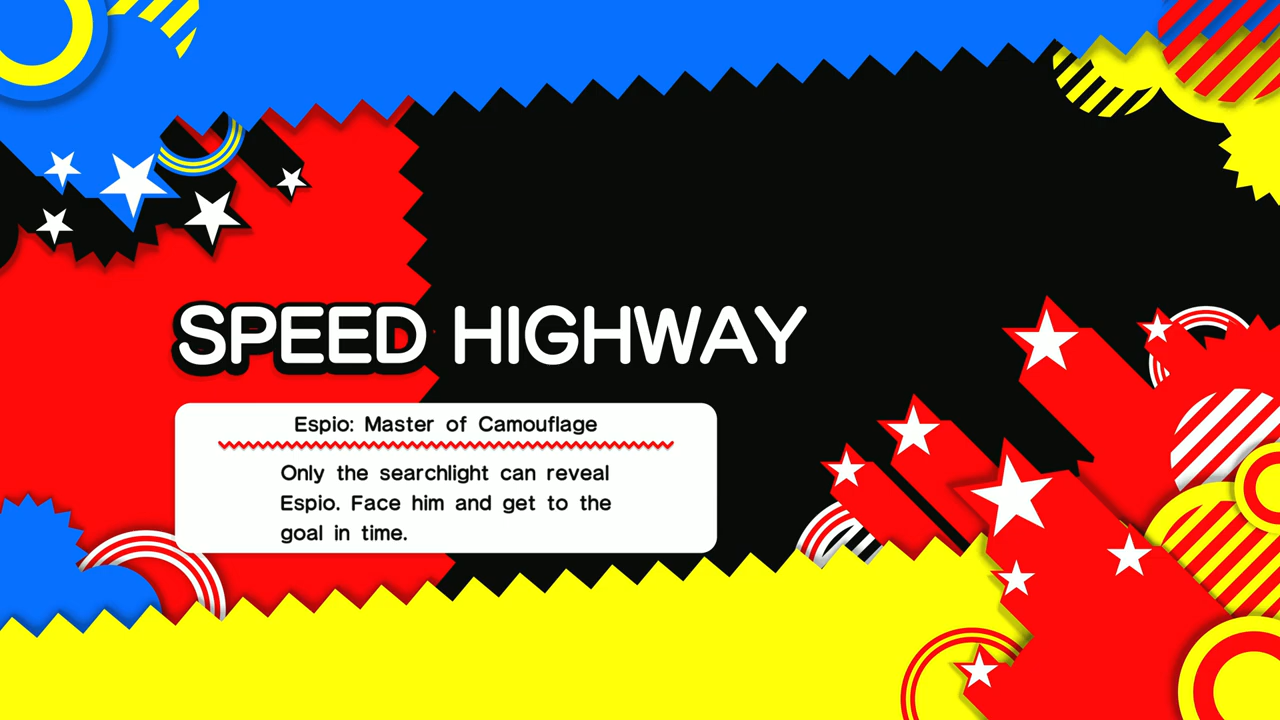 SPEED HIGHWAY
Espio: Master of Camouflage
Only the searchlight can reveal
Espio. Face him and get to the
goal in time.